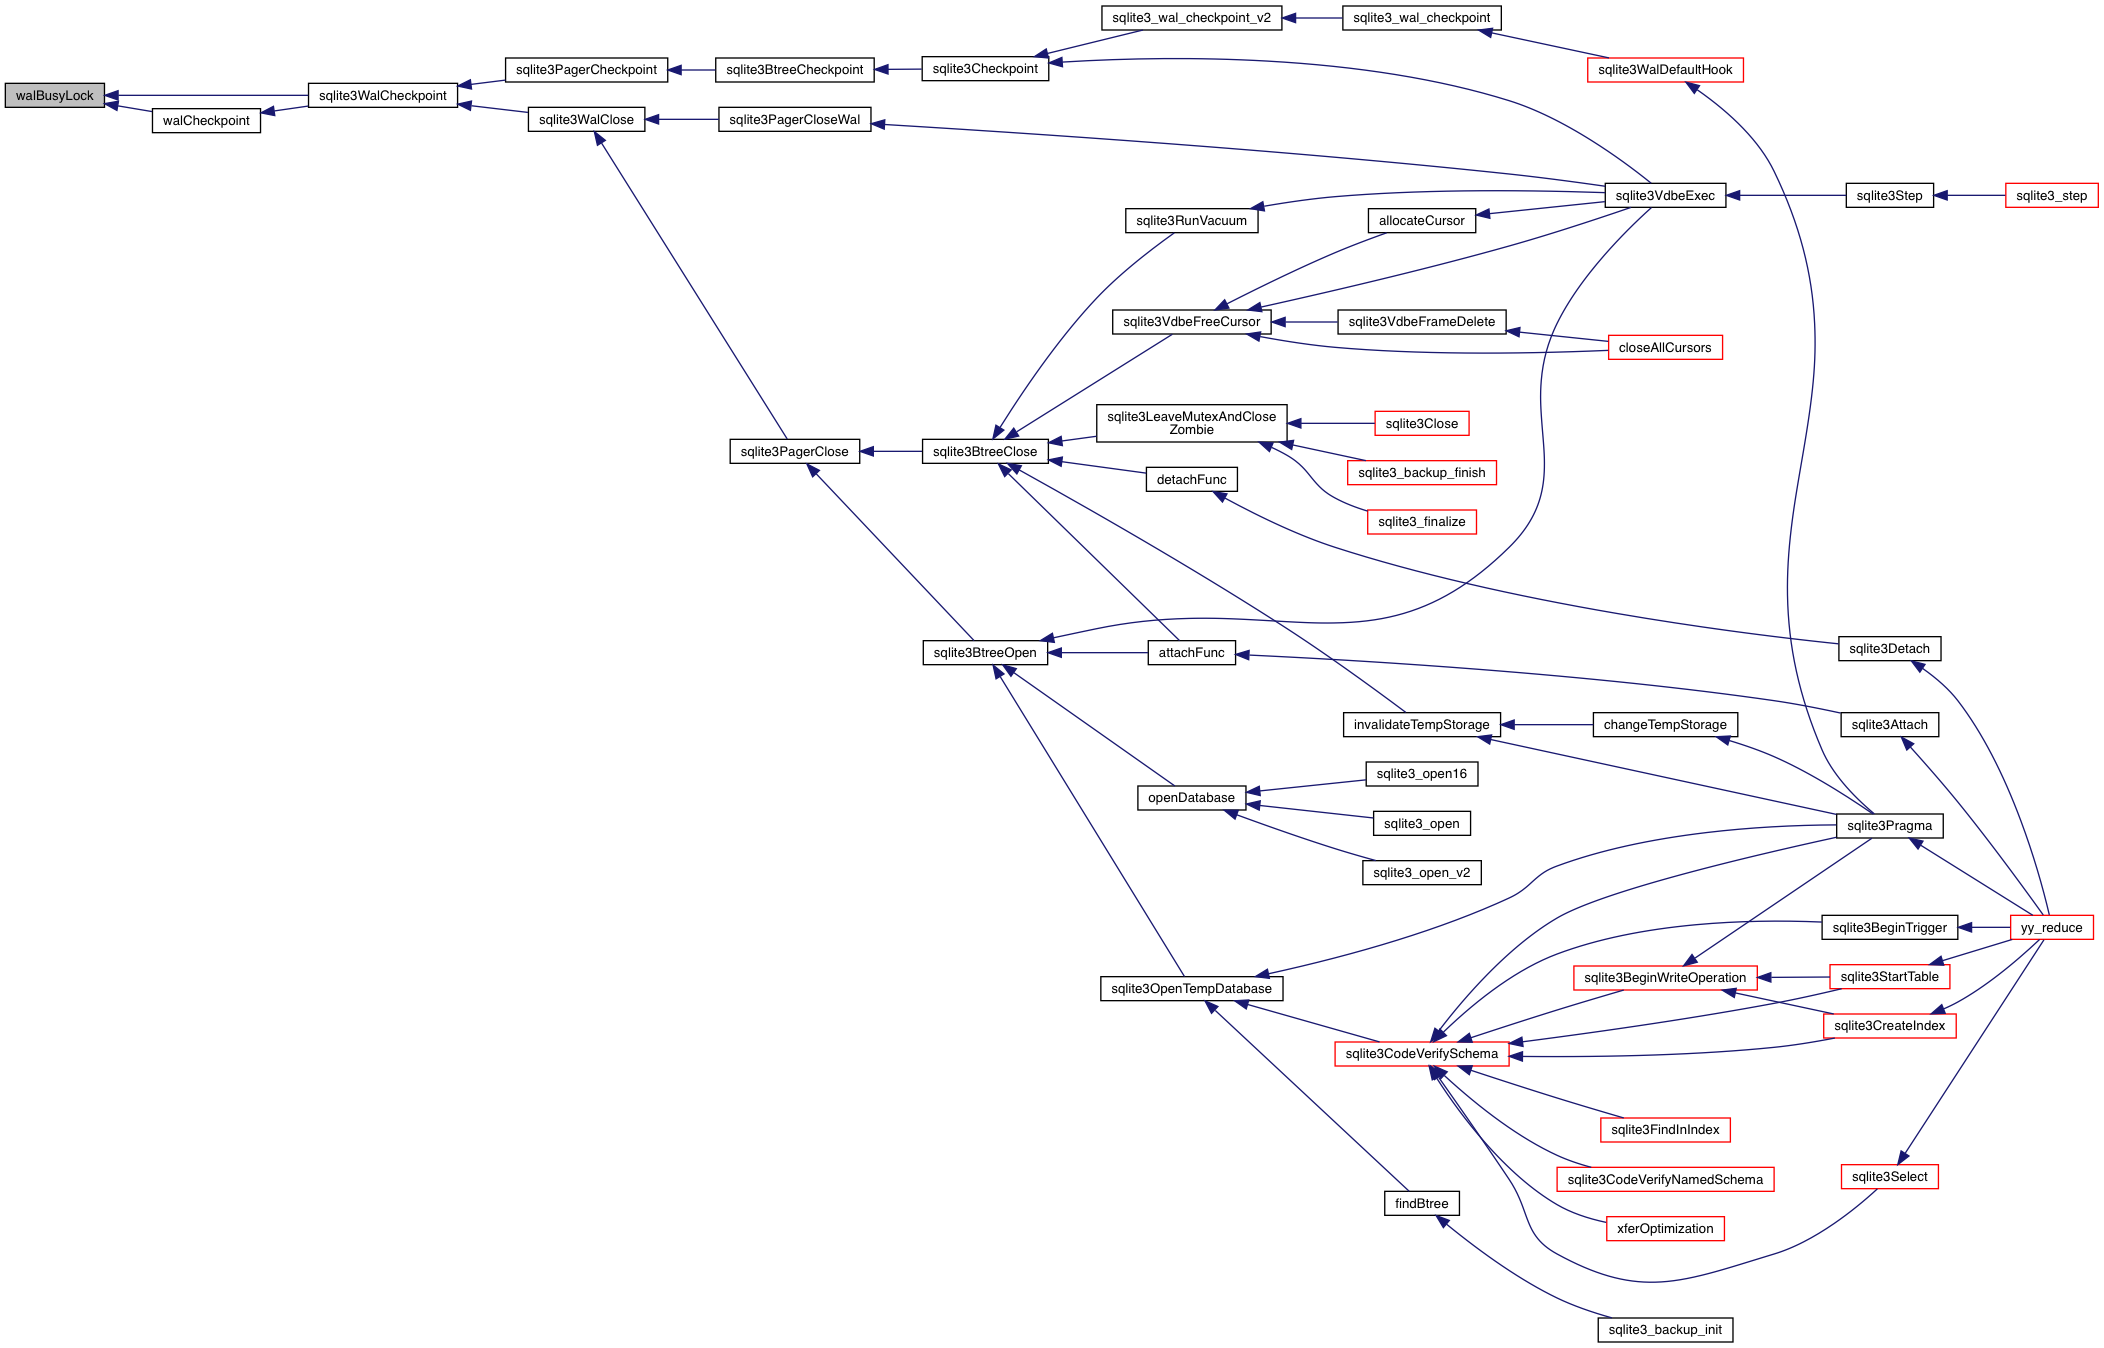 sqlite3_wal_checkpoint_v2
sqlite3_wal_checkpoint
sqlite3PagerCheckpoint
sqlite3BtreeCheckpoint
sqlite3Checkpoint
sqlite3WalDefaultHook
walBusyLock
sqlite3WalCheckpoint
walCheckpoint
sqlite3WalClose
sqlite3PagerCloseWal
sqlite3VdbeExec
sqlite3Step
sqlite3_step
sqlite3RunVacuum
allocateCursor
sqlite3VdbeFreeCursor
sqlite3VdbeFrameDelete
closeAllCursors
sqlite3LeaveMutexAndClose
Zombie
sqlite3Close
sqlite3PagerClose
sqlite3BtreeClose
sqlite3_backup_finish
detachFunc
sqlite3_finalize
sqlite3BtreeOpen
attachFunc
sqlite3Detach
invalidateTempStorage
changeTempStorage
sqlite3Attach
sqlite3_open16
openDatabase
sqlite3_open
sqlite3Pragma
sqlite3_open_v2
sqlite3BeginTrigger
yy_reduce
sqlite3BeginWriteOperation
sqlite3StartTable
sqlite3OpenTempDatabase
sqlite3CreateIndex
sqlite3CodeVerifySchema
sqlite3FindInIndex
sqlite3CodeVerifyNamedSchema
sqlite3Select
findBtree
xferOptimization
sqlite3_backup_init